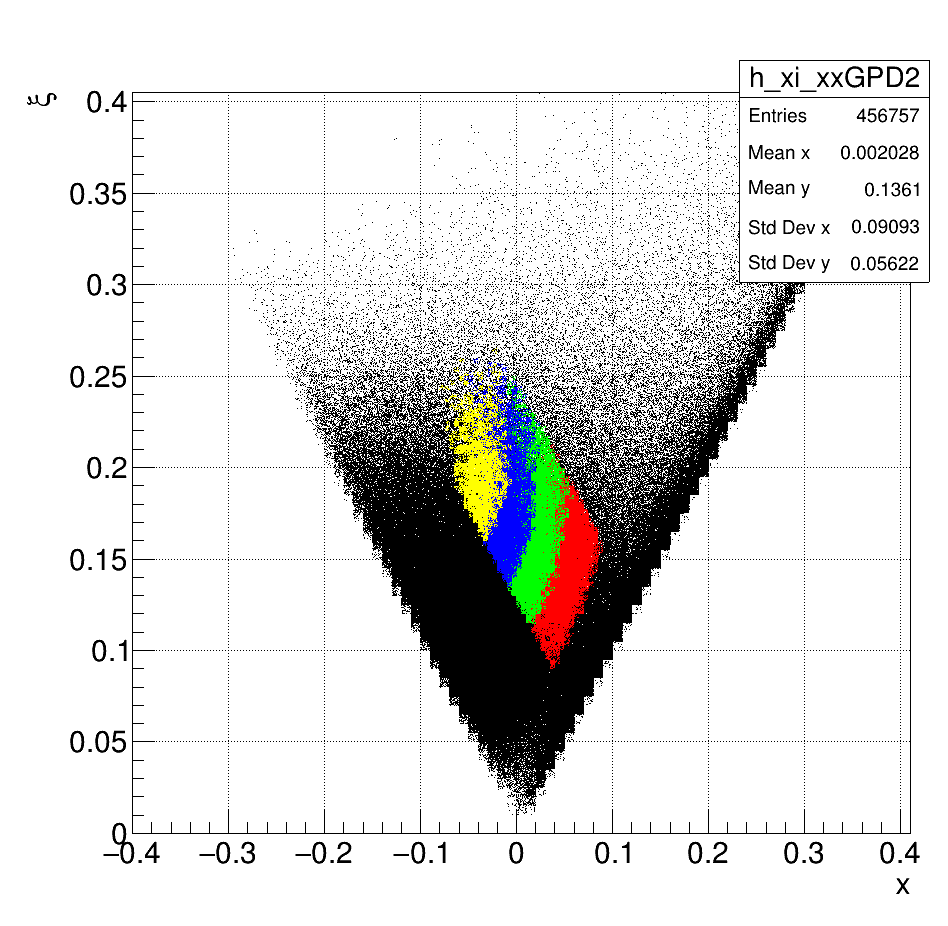 h_xi_xxGPD2
Entries 456757
Mean x 0.002028
Mean y 0.1361
Std Dev x 0.09093
Std Dev y 0.05622
ξ
0.4
0.35
0.3
0.25
0.2
0.15
0.1
0.05
0
−0.4 −0.3 −0.2 −0.1 0 0.1 0.2 0.3 0.4
x